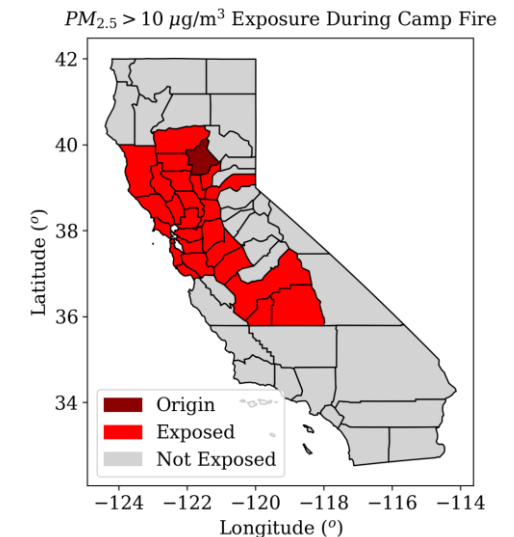 PM₂.₅ > 10 μg/m³ Exposure During Camp Fire
42
40
38
36
34
Latitude (°)
Origin
Exposed
Not Exposed
−124 −122 −120 −118 −116 −114
Longitude (°)